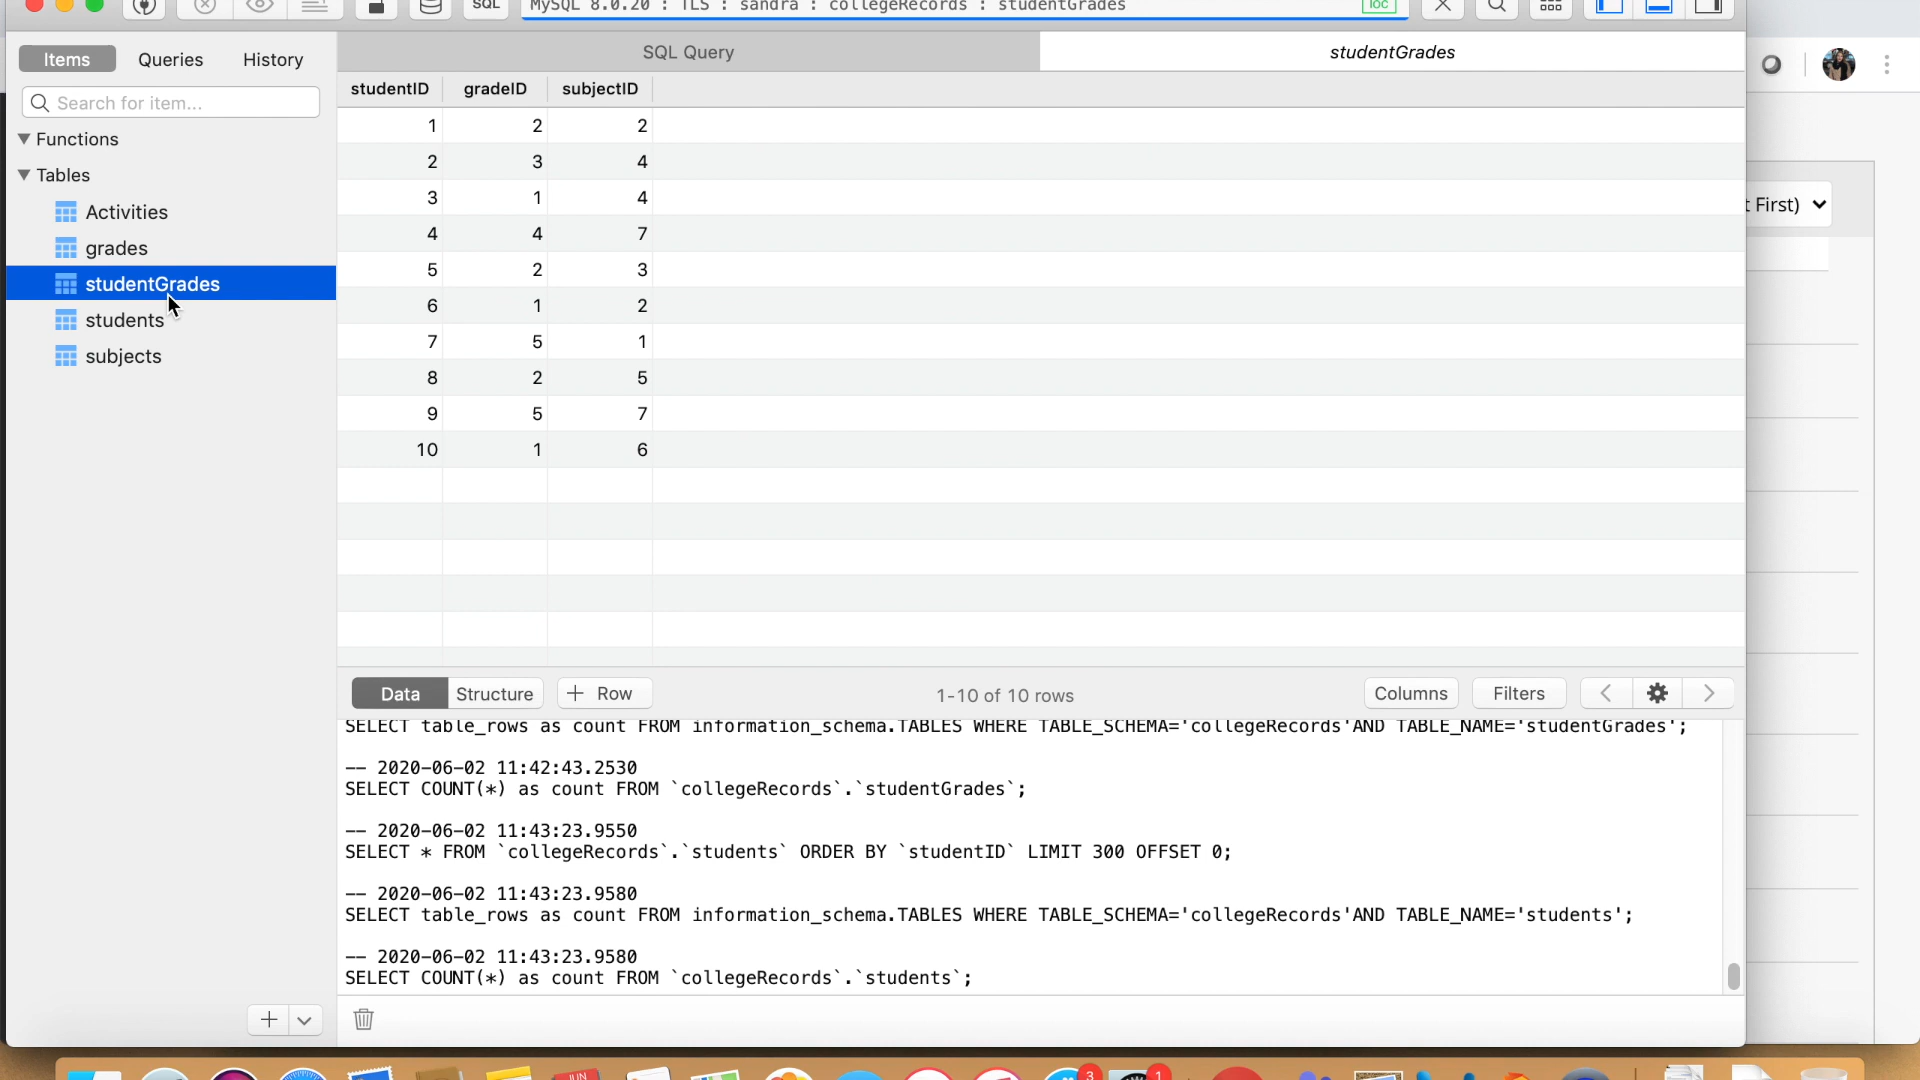 SQL
MySQL 8.0.20 : TLS : sandra : collegeRecords : studentGrades
loc
Items Queries History
SQL Query
studentGrades
Search for item...
studentID gradeID subjectID
Functions
Tables
Activities
grades
studentGrades
students
subjects
1 2 2
2 3 4
3 1 4
4 4 7
5 2 3
6 1 2
7 5 1
8 2 5
9 5 7
10 1 6
t First)
Data Structure + Row
1-10 of 10 rows
Columns Filters
SELECT table_rows as count FROM information_schema.TABLES WHERE TABLE_SCHEMA='collegeRecords'AND TABLE_NAME='studentGrades';
-- 2020-06-02 11:42:43.2530
SELECT COUNT(*) as count FROM `collegeRecords`.`studentGrades`;
-- 2020-06-02 11:43:23.9550
SELECT * FROM `collegeRecords`.`students` ORDER BY `studentID` LIMIT 300 OFFSET 0;
-- 2020-06-02 11:43:23.9580
SELECT table_rows as count FROM information_schema.TABLES WHERE TABLE_SCHEMA='collegeRecords'AND TABLE_NAME='students';
-- 2020-06-02 11:43:23.9580
SELECT COUNT(*) as count FROM `collegeRecords`.`students`;
JUN
3
1